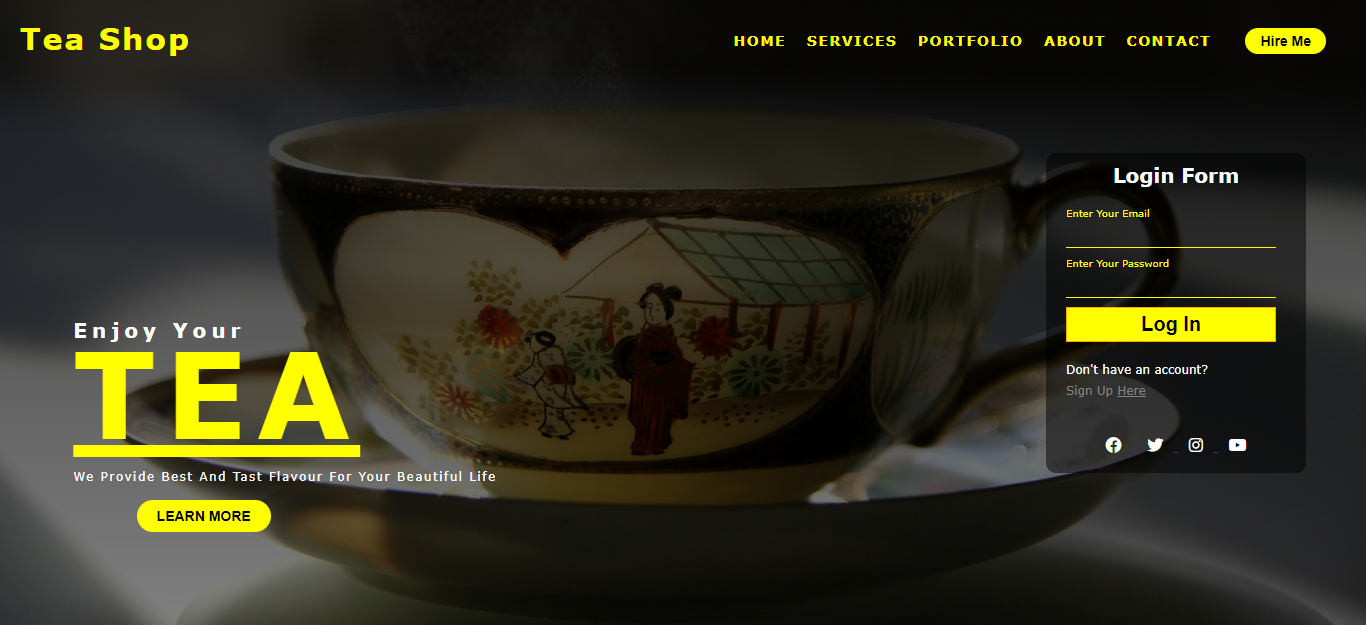 Tea Shop
HOME SERVICES PORTFOLIO ABOUT CONTACT Hire Me
Login Form
Enter Your Email
Enter Your Password
Log In
Don't have an account?
Sign Up Here
Enjoy Your
TEA
We Provide Best And Tast Flavour For Your Beautiful Life
LEARN MORE